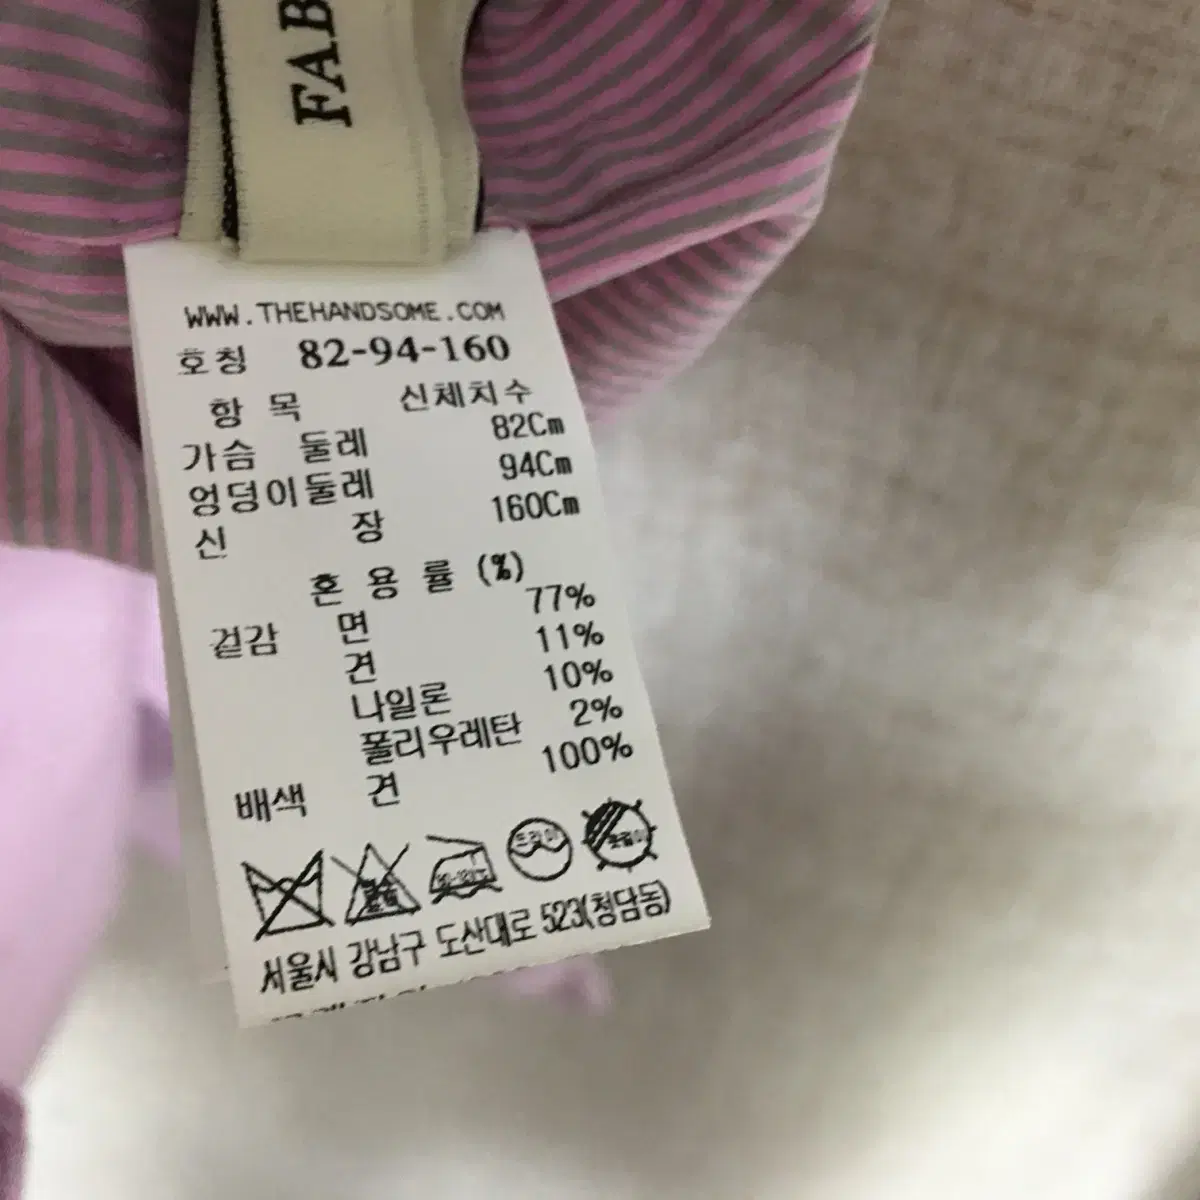 FAB
WWW.THEHANDSOME.COM
호칭 82-94-160
항 목 신체치수
가슴 둘레 82Cm
엉덩이둘레 94Cm
신 장 160Cm
혼 용 률 (%)
겉감 면 77%
견 11%
나일론 10%
폴리우레탄 2%
배색 견 100%
드라이
서울시 강남구 도산대로 523(청담동)